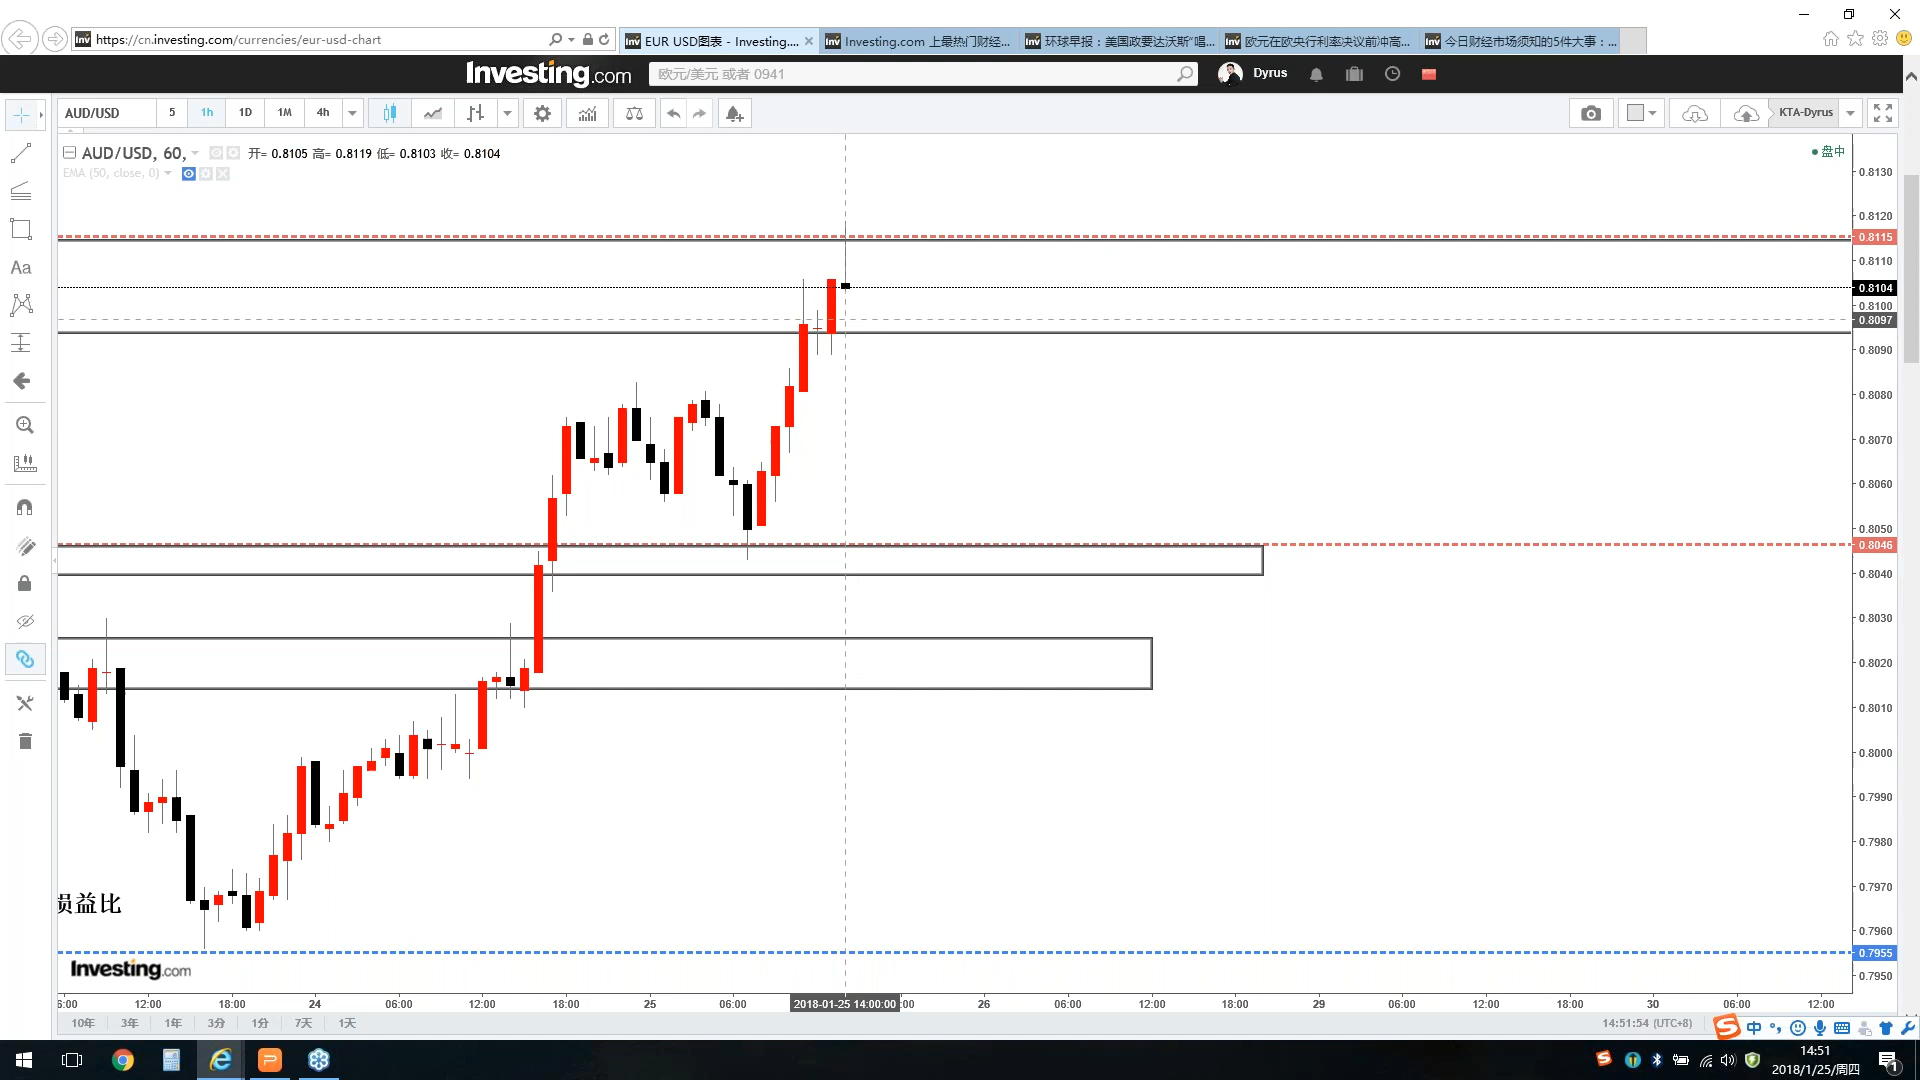 https://cn.investing.com/currencies/eur-usd-chart
EUR USD图表 - Investing....
Investing.com 上最热门财经...
环球早报：美国政要达沃斯“唱...
欧元在欧央行利率决议前冲高...
今日财经市场须知的5件大事：...
Investing.com
欧元/美元 或者 0941
Dyrus
AUD/USD
5
1h
1D
1M
4h
KTA-Dyrus
AUD/USD, 60,
开= 0.8105 高= 0.8119 低= 0.8103 收= 0.8104
盘中
EMA (50, close, 0)
Aa
0.8130
0.8120
0.8115
0.8110
0.8104
0.8100
0.8097
0.8090
0.8080
0.8070
0.8060
0.8050
0.8046
0.8040
0.8030
0.8020
0.8010
0.8000
0.7990
0.7980
0.7970
0.7960
0.7955
0.7950
损益比
Investing.com
6:00
12:00
18:00
24
06:00
12:00
18:00
25
06:00
2018-01-25 14:00:00
:00
26
06:00
12:00
18:00
29
06:00
12:00
18:00
30
06:00
12:00
10年
3年
1年
3分
1分
7天
1天
14:51:54 (UTC+8)
中
14:51
2018/1/25/周四
1